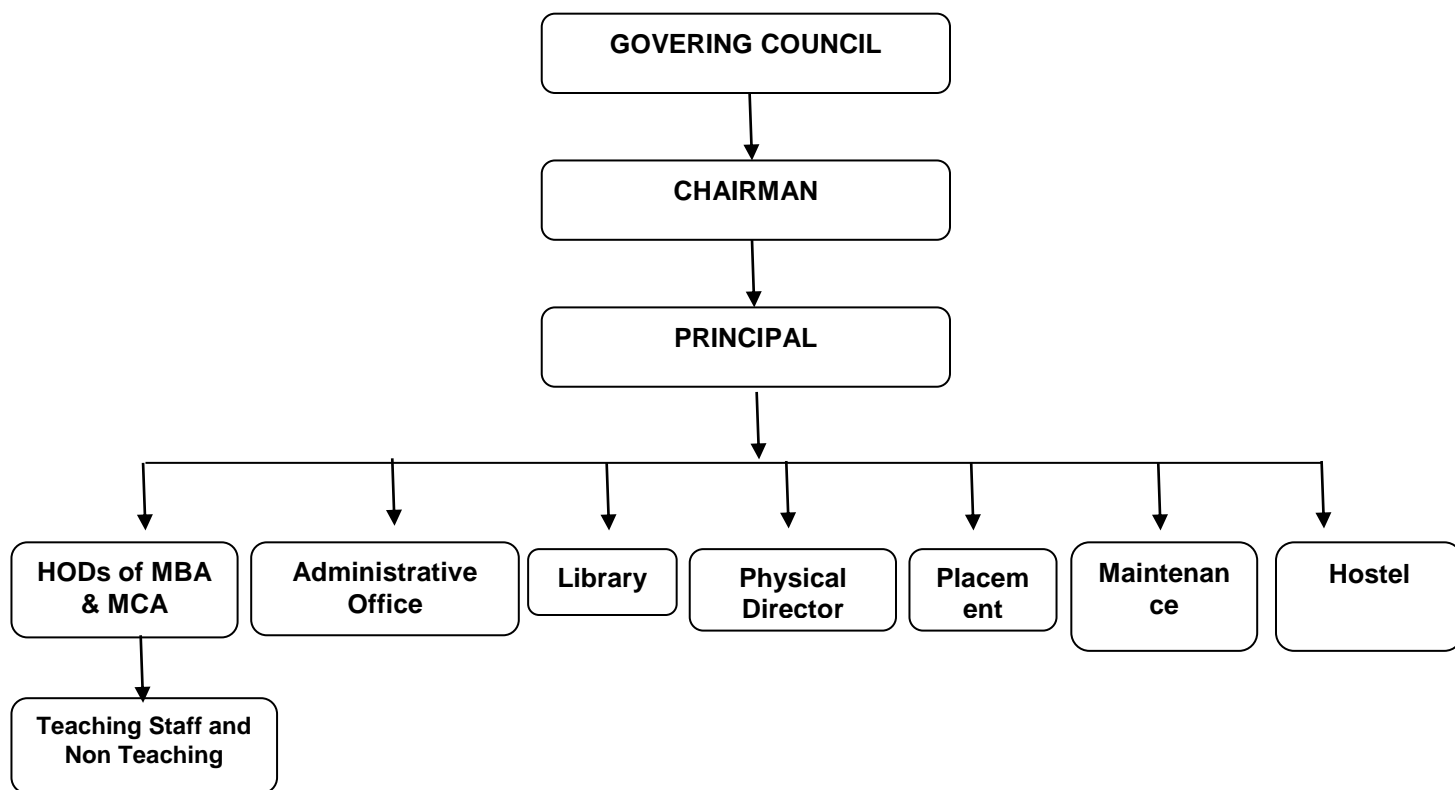 GOVERING COUNCIL
CHAIRMAN
PRINCIPAL
HODs of MBA
& MCA
Administrative
Office
Library
Physical
Director
Placem
ent
Maintenan
ce
Hostel
Teaching Staff and
Non Teaching